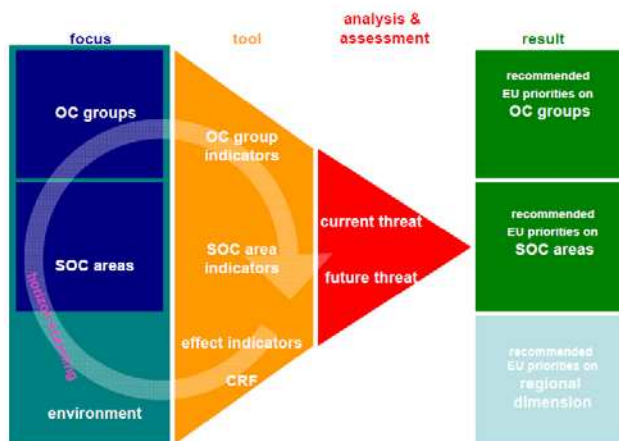 focus
tool
analysis &
assessment
result
OC groups
SOC areas
horizon scanning
environment
OC group
indicators
SOC area
indicators
effect indicators
CRF
current threat
future threat
recommended
EU priorities on
OC groups
recommended
EU priorities on
SOC areas
recommended
EU priorities on
regional
dimension